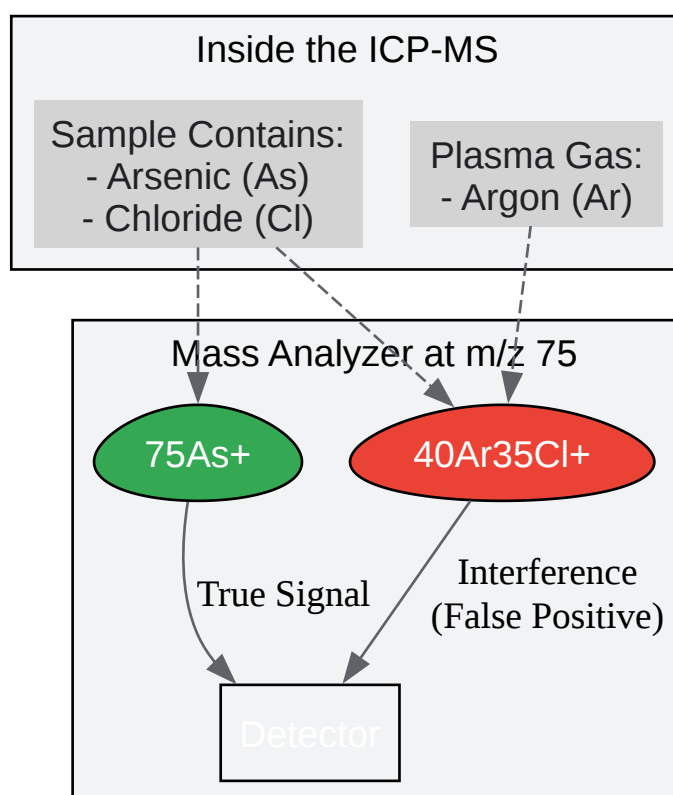 Inside the ICP-MS
Sample Contains:
- Arsenic (As)
- Chloride (Cl)
Plasma Gas:
- Argon (Ar)
Mass Analyzer at m/z 75
75As+
40Ar35Cl+
True Signal
Interference
(False Positive)
Detector